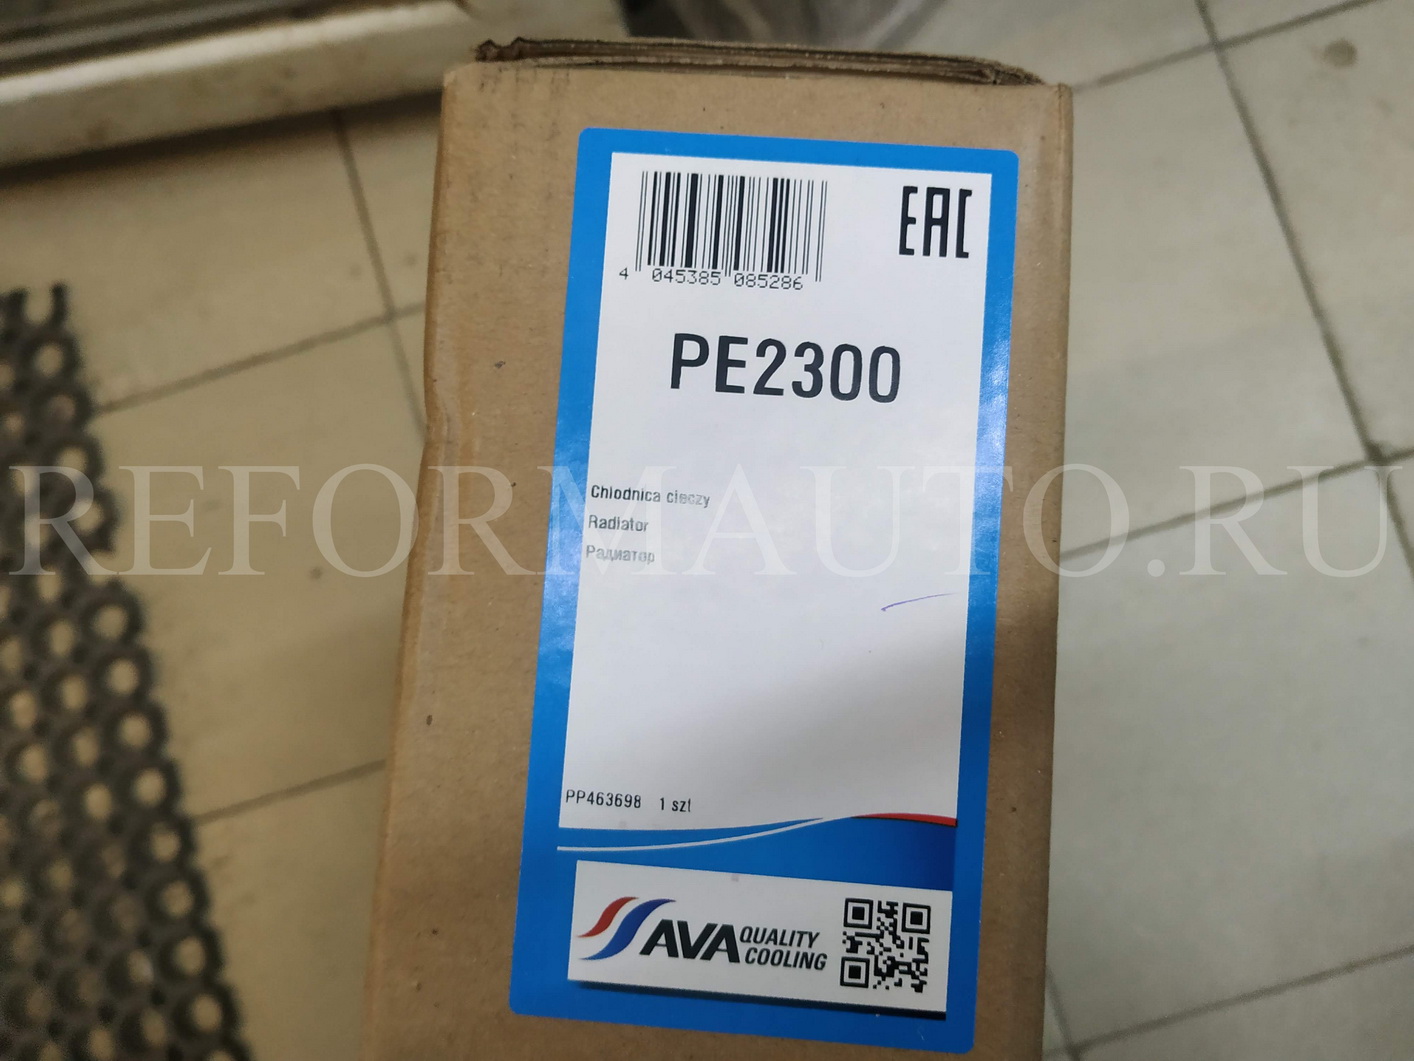 EAC
4 045385 085286
PE2300
Chlodnica cieczy
Radiator
Радиатор
REFORMAUTO.RU
PP463698 1 szt
AVA QUALITY
COOLING